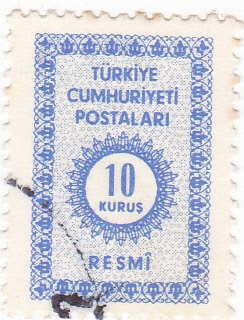 TÜRKİYE
CUMHURİYETİ
POSTALARI
10
KURUŞ
RESMÎ